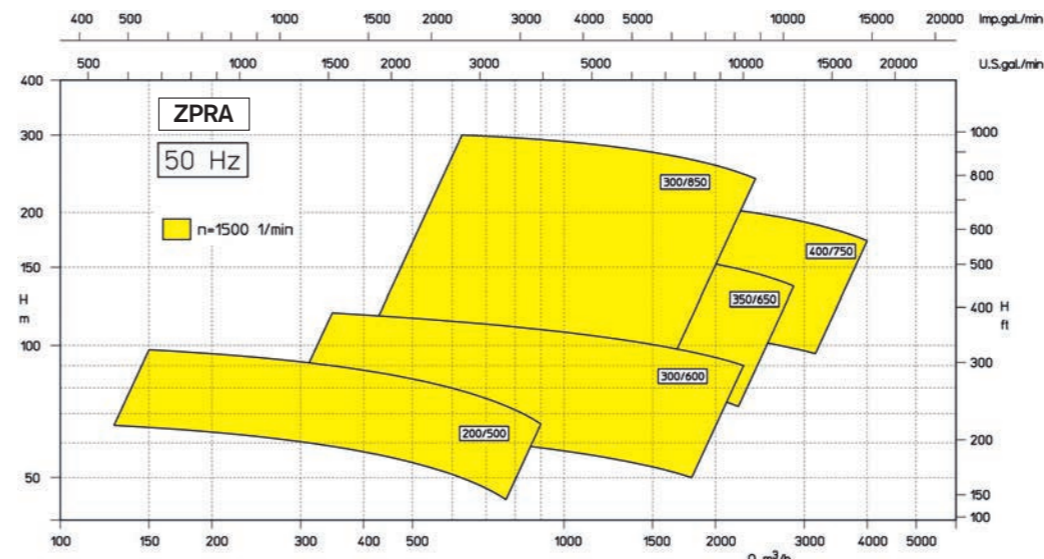 400 500 1000 1500 2000 3000 4000 5000 10000 15000 20000 Imp.gal./min
500 1000 1500 2000 3000 5000 10000 15000 20000 U.S.gal./min
400
ZPRA
300 1000
50 Hz
300/850 800
200
n=1500 1/min 600
400/750
150 500
350/650
H 400 H
m ft
100
300
300/600
200/500 200
50
150
100
100 150 200 300 400 500 1000 1500 2000 3000 4000 5000
Q m³/h